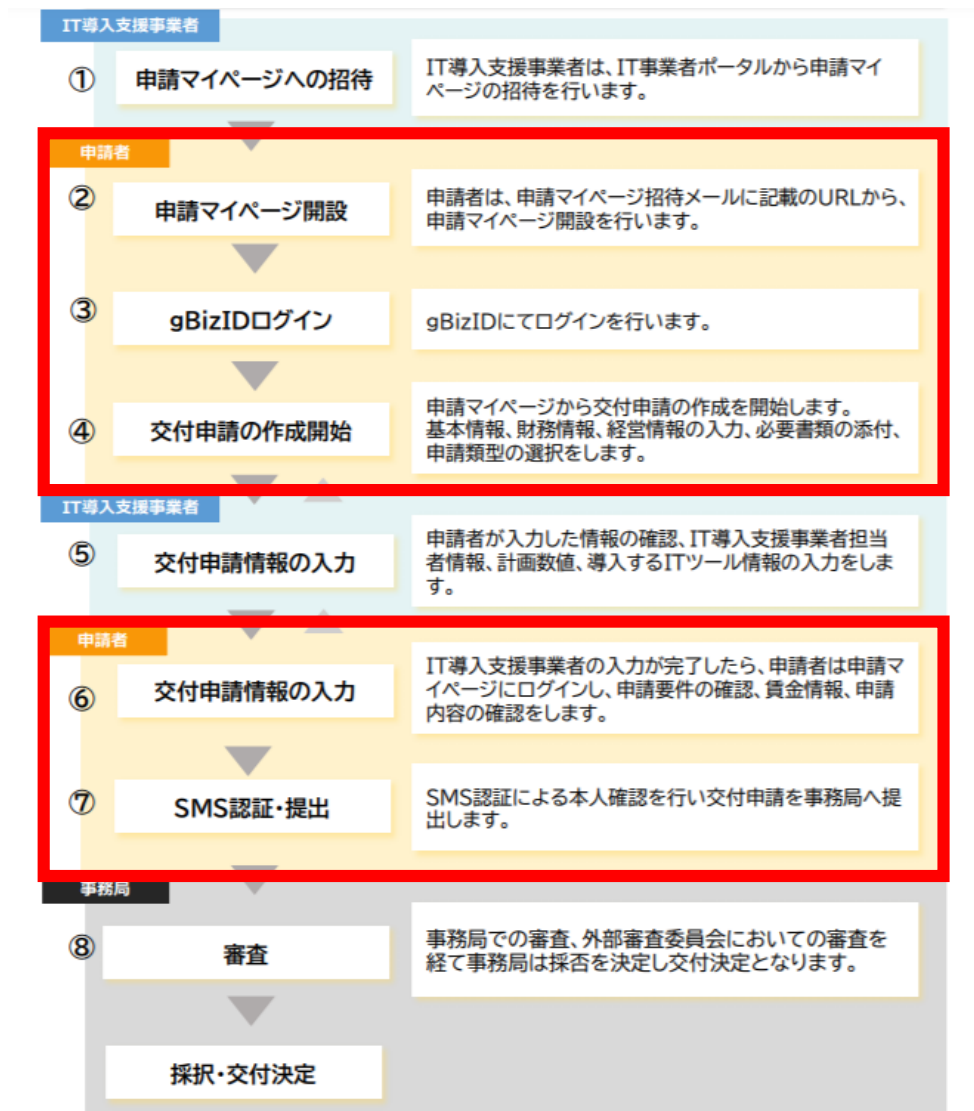 IT導入支援事業者
①
申請マイページへの招待
IT導入支援事業者は、IT事業者ポータルから申請マイ
ページの招待を行います。
申請者
②
申請マイページ開設
申請者は、申請マイページ招待メールに記載のURLから、
申請マイページ開設を行います。
③
gBizIDログイン
gBizIDにてログインを行います。
④
交付申請の作成開始
申請マイページから交付申請の作成を開始します。
基本情報、財務情報、経営情報の入力、必要書類の添付、
申請類型の選択をします。
IT導入支援事業者
⑤
交付申請情報の入力
申請者が入力した情報の確認、IT導入支援事業者担当
者情報、計画数値、導入するITツール情報の入力をしま
す。
申請者
⑥
交付申請情報の入力
IT導入支援事業者の入力が完了したら、申請者は申請マ
イページにログインし、申請要件の確認、賃金情報、申請
内容の確認をします。
⑦
SMS認証・提出
SMS認証による本人確認を行い交付申請を事務局へ提
出します。
事務局
⑧
審査
事務局での審査、外部審査委員会においての審査を
経て事務局は採否を決定し交付決定となります。
採択・交付決定